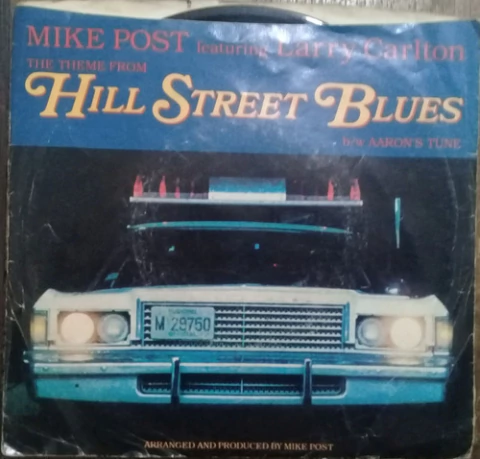 MIKE POST featuring Larry Carlton
THE THEME FROM
HILL STREET BLUES
b/w AARON'S TUNE
M 29750
ARRANGED AND PRODUCED BY MIKE POST